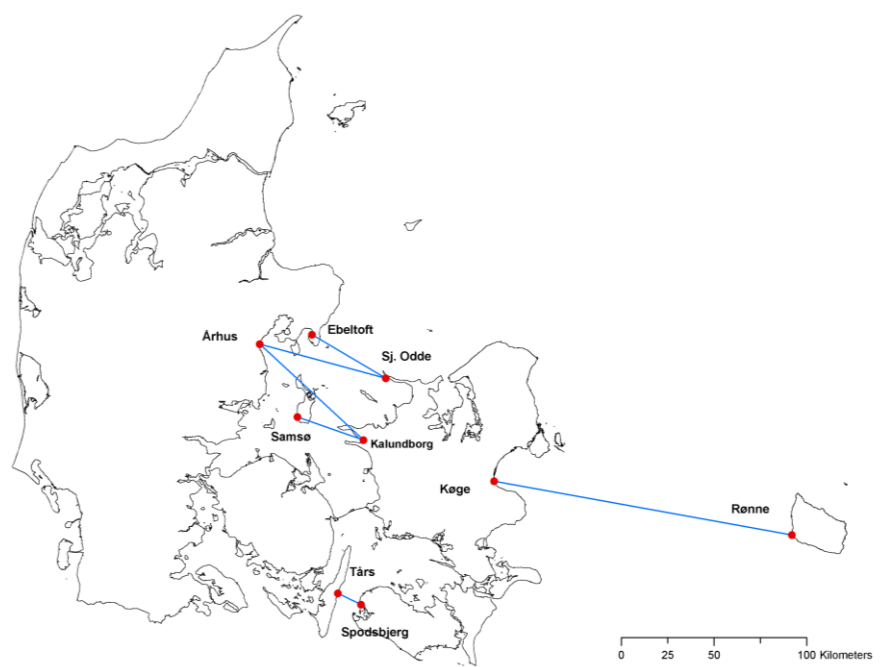 Ebeltoft
Århus
Sj. Odde
Samsø
Kalundborg
Køge
Rønne
Tårs
Spodsbjerg
0 25 50 100 Kilometers